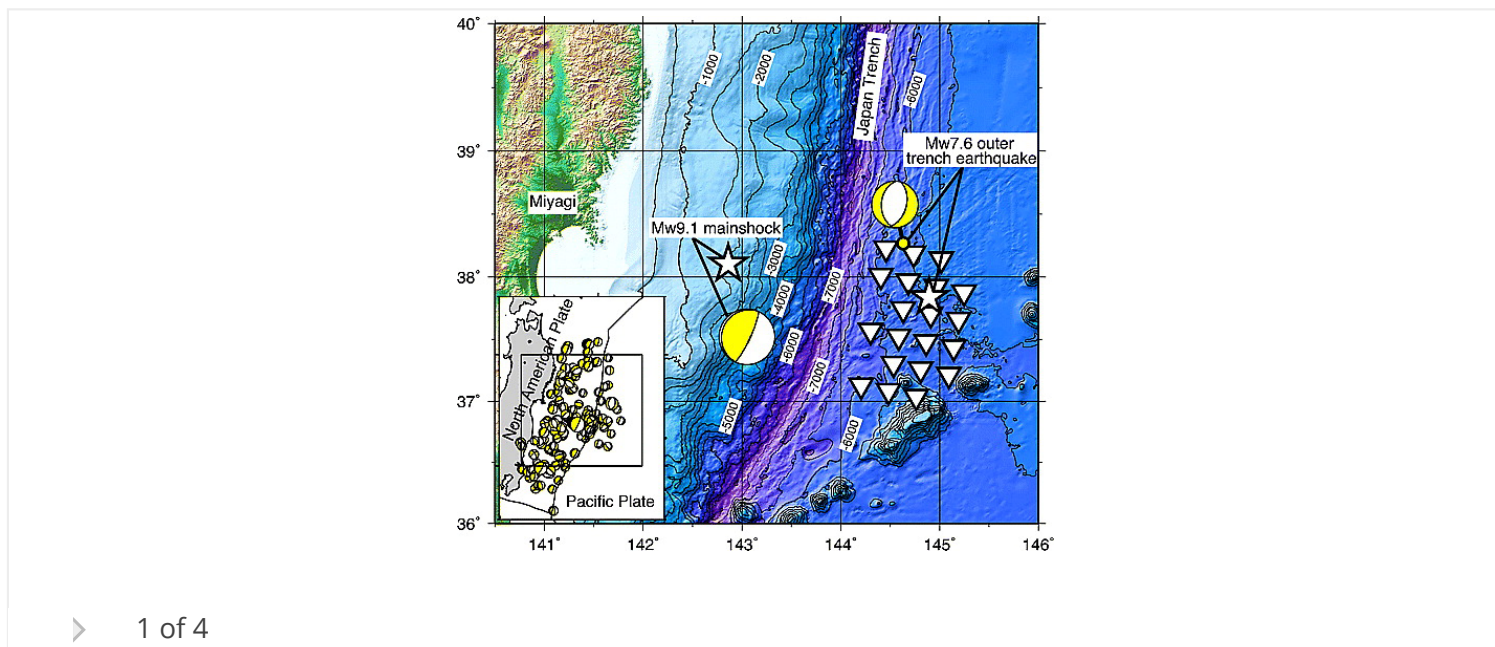 40°
Japan Trench
-1000
-2000
-6000
39°
Mw7.6 outer
trench earthquake
Miyagi
Mw9.1 mainshock
38°
-3000
-4000
-7000
-6000
-7000
-5000
-6000
37°
36°
North American Plate
Pacific Plate
141°
142°
143°
144°
145°
146°
1 of 4